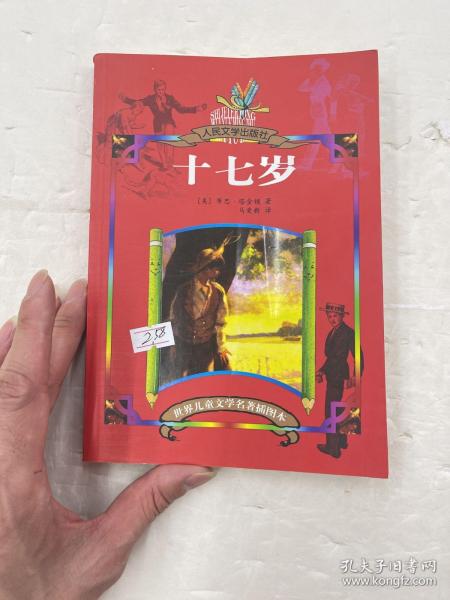 人民文学出版社
十七岁
[美] 布思·塔金顿 著
马爱新 译
258
世界儿童文学名著插图本
孔夫子旧书网
www.kongfz.com